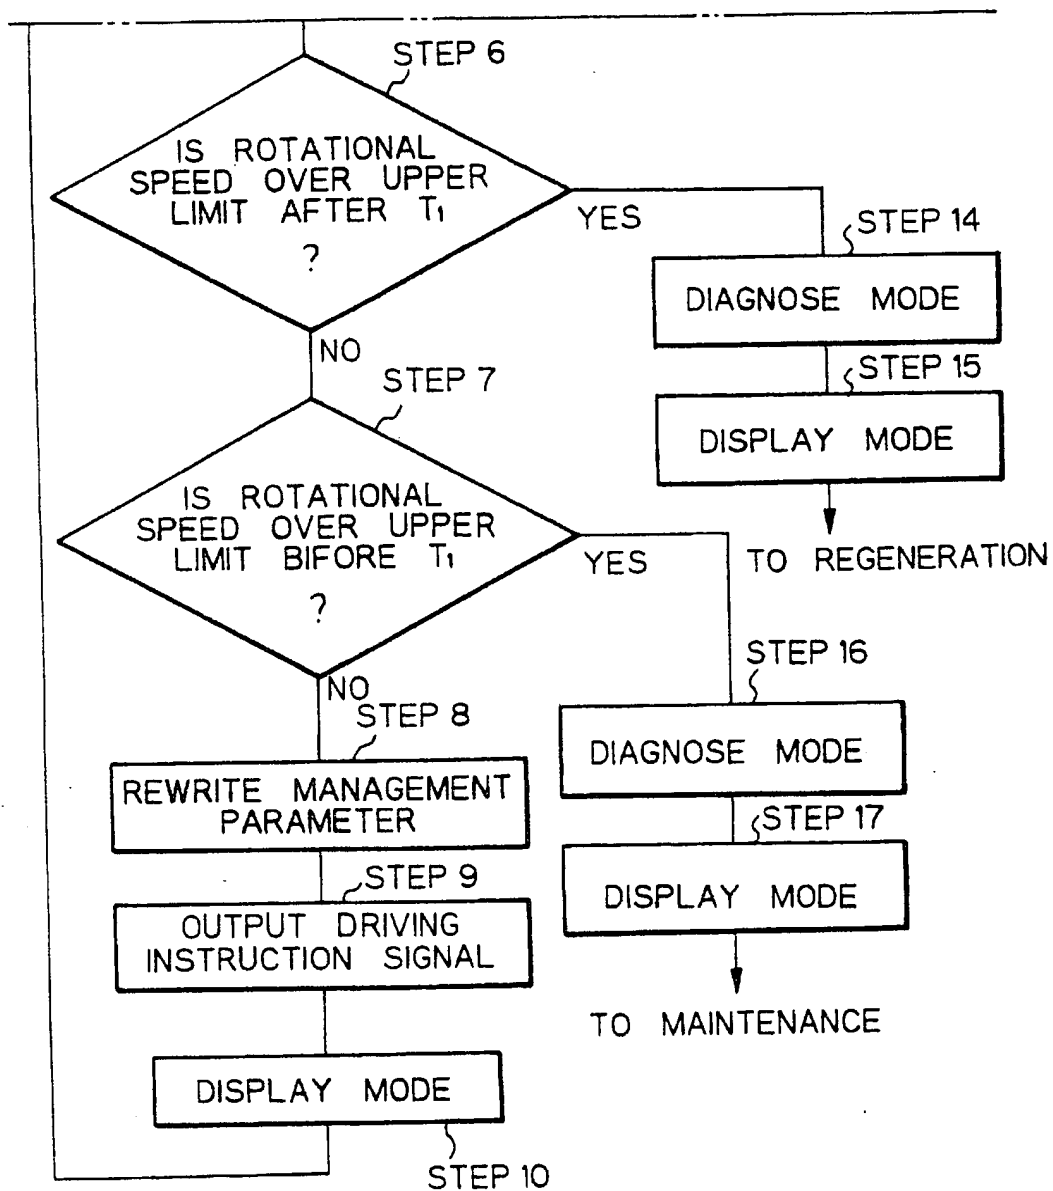 STEP 6
IS ROTATIONAL
SPEED OVER UPPER
LIMIT AFTER T1
?
YES
NO
STEP 14
DIAGNOSE MODE
STEP 15
DISPLAY MODE
TO REGENERATION
STEP 7
IS ROTATIONAL
SPEED OVER UPPER
LIMIT BIFORE T1
?
YES
NO
STEP 16
DIAGNOSE MODE
STEP 17
DISPLAY MODE
TO MAINTENANCE
STEP 8
REWRITE MANAGEMENT
PARAMETER
STEP 9
OUTPUT DRIVING
INSTRUCTION SIGNAL
DISPLAY MODE
STEP 10